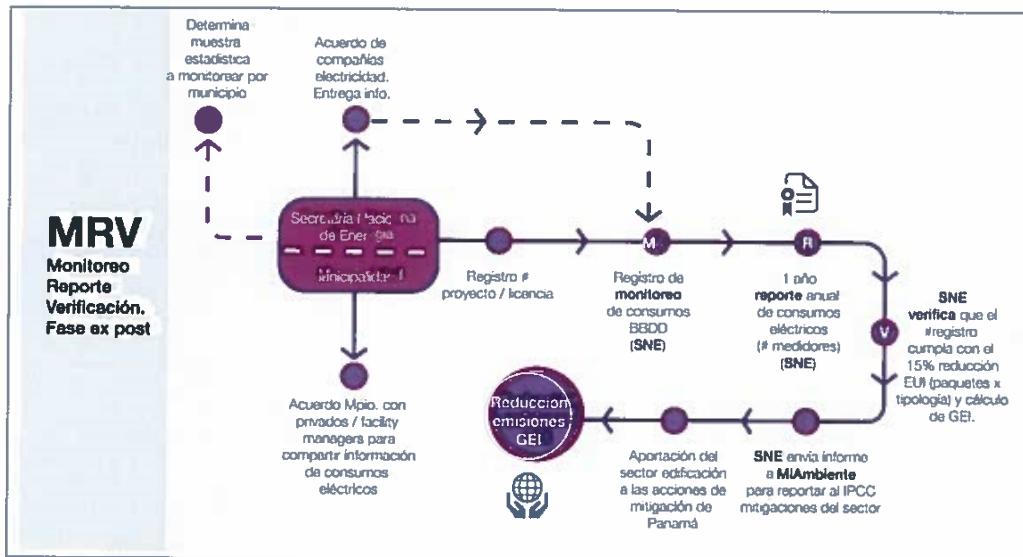 Determina
muestra
estadística
a monitorear por
municipio
Acuerdo de
compañías
electricidad.
Entrega info.
MRV
Monitoreo
Reporte
Verificación.
Fase ex post
Secretaría Nacional
de Energía
Minicipalidad
Registro #
proyecto / licencia
M
Registro de
monitoreo
de consumos
BBDD
(SNE)
R
1 año
reporte anual
de consumos
eléctricos
(# medidores)
(SNE)
V
SNE
verifica que el
#registro
cumpla con el
15% reducción
EUI (paquetes x
tipología) y cálculo
de GEI.
Acuerdo Mpio. con
privados / facility
managers para
compartir información
de consumos
eléctricos
Reducción
emisiones
GEI
Aportación del
sector edificación
a las acciones de
mitigación de
Panamá
SNE envía informe
a MiAmbiente
para reportar al IPCC
mitigaciones del sector